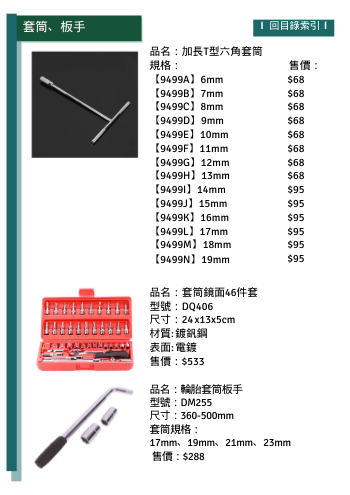 套筒、板手
I 回目錄索引 I
品名：加長T型六角套筒
規格： 售價：
【9499A】6mm $68
【9499B】7mm $68
【9499C】8mm $68
【9499D】9mm $68
【9499E】10mm $68
【9499F】11mm $68
【9499G】12mm $68
【9499H】13mm $68
【9499I】14mm $95
【9499J】15mm $95
【9499K】16mm $95
【9499L】17mm $95
【9499M】18mm $95
【9499N】19mm $95
品名：套筒鏡面46件套
型號：DQ406
尺寸：24x13x5cm
材質:鍍釩鋼
表面:電鍍
售價：$533
品名：輪胎套筒板手
型號：DM255
尺寸：360-500mm
套筒規格：
17mm、19mm、21mm、23mm
售價：$288